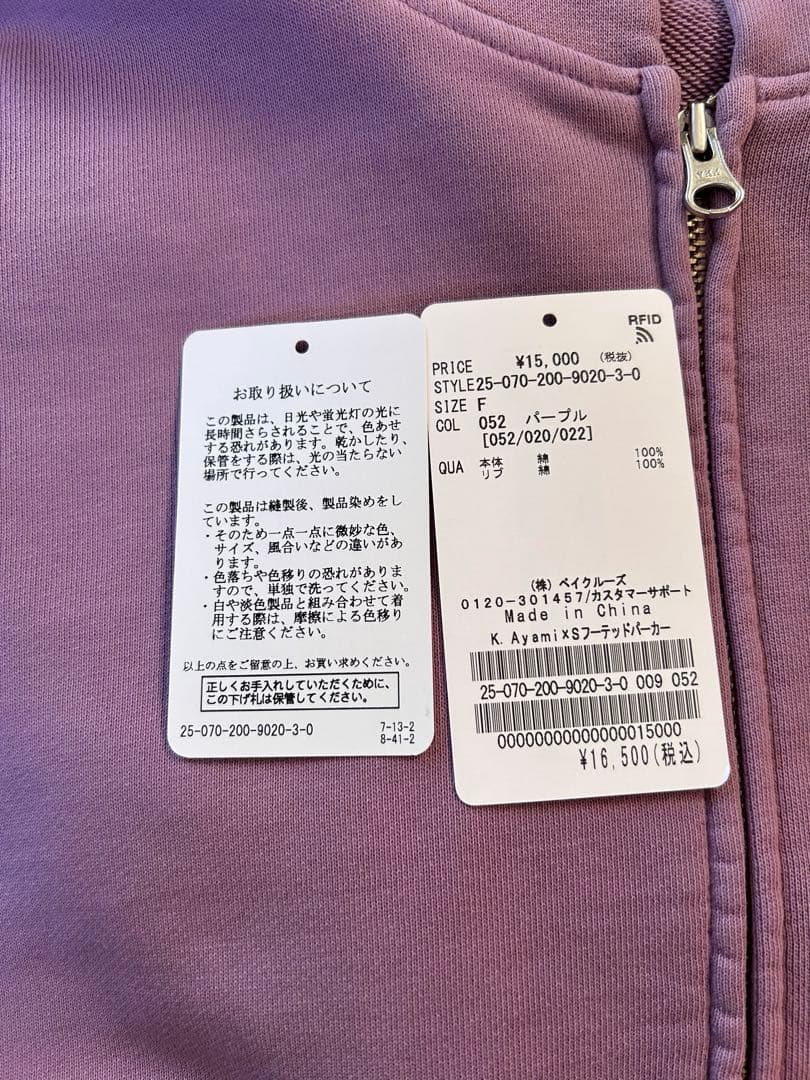 YKK
お取り扱いについて
この製品は、日光や蛍光灯の光に
長時間さらされることで、色あせ
する恐れがあります。乾かしたり、
保管をする際は、光の当たらない
場所で行ってください。
この製品は縫製後、製品染めをし
ています。
・そのため一点一点に微妙な色、
サイズ、風合いなどの違いがあ
ります。
・色落ちや色移りの恐れがありま
すので、単独で洗ってください。
・白や淡色製品と組み合わせて着
用する際は、摩擦による色移り
にご注意ください。
以上の点をご留意の上、お買い求めください。
正しくお手入れしていただくために、
この下げ札は保管してください。
25-070-200-9020-3-0
7-13-2
8-41-2
RFID
PRICE ¥15,000 (税抜)
STYLE25-070-200-9020-3-0
SIZE F
COL 052 パープル
[052/020/022]
QUA 本体 綿 100%
リブ 綿 100%
(株) ベイクルーズ
0120-301457/カスタマーサポート
Made in China
K. Ayami×Sフーテッドパーカー
25-070-200-9020-3-0 009 052
00000000000000015000
¥16,500(税込)